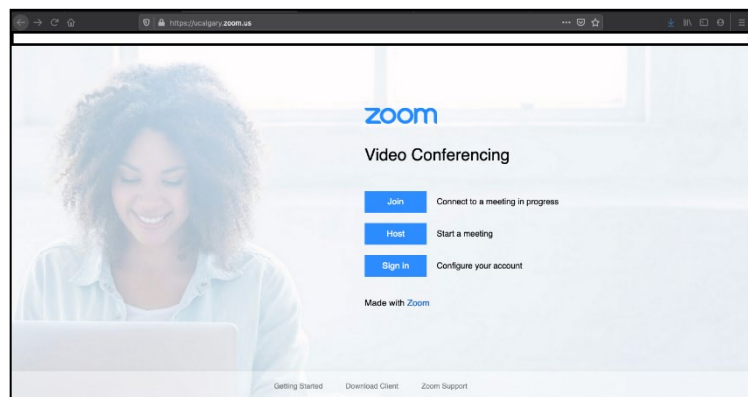 https://ucalgary.zoom.us
zoom
Video Conferencing
Join Connect to a meeting in progress
Host Start a meeting
Sign in Configure your account
Made with Zoom
Getting Started Download Client Zoom Support